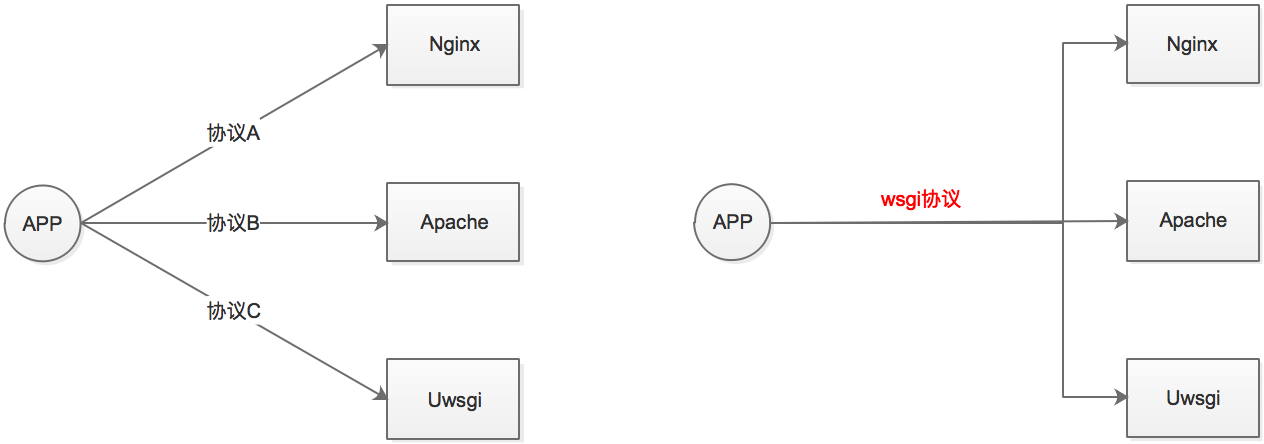 Nginx
协议A
APP
协议B
Apache
协议C
Uwsgi
Nginx
wsgi协议
APP
Apache
Uwsgi